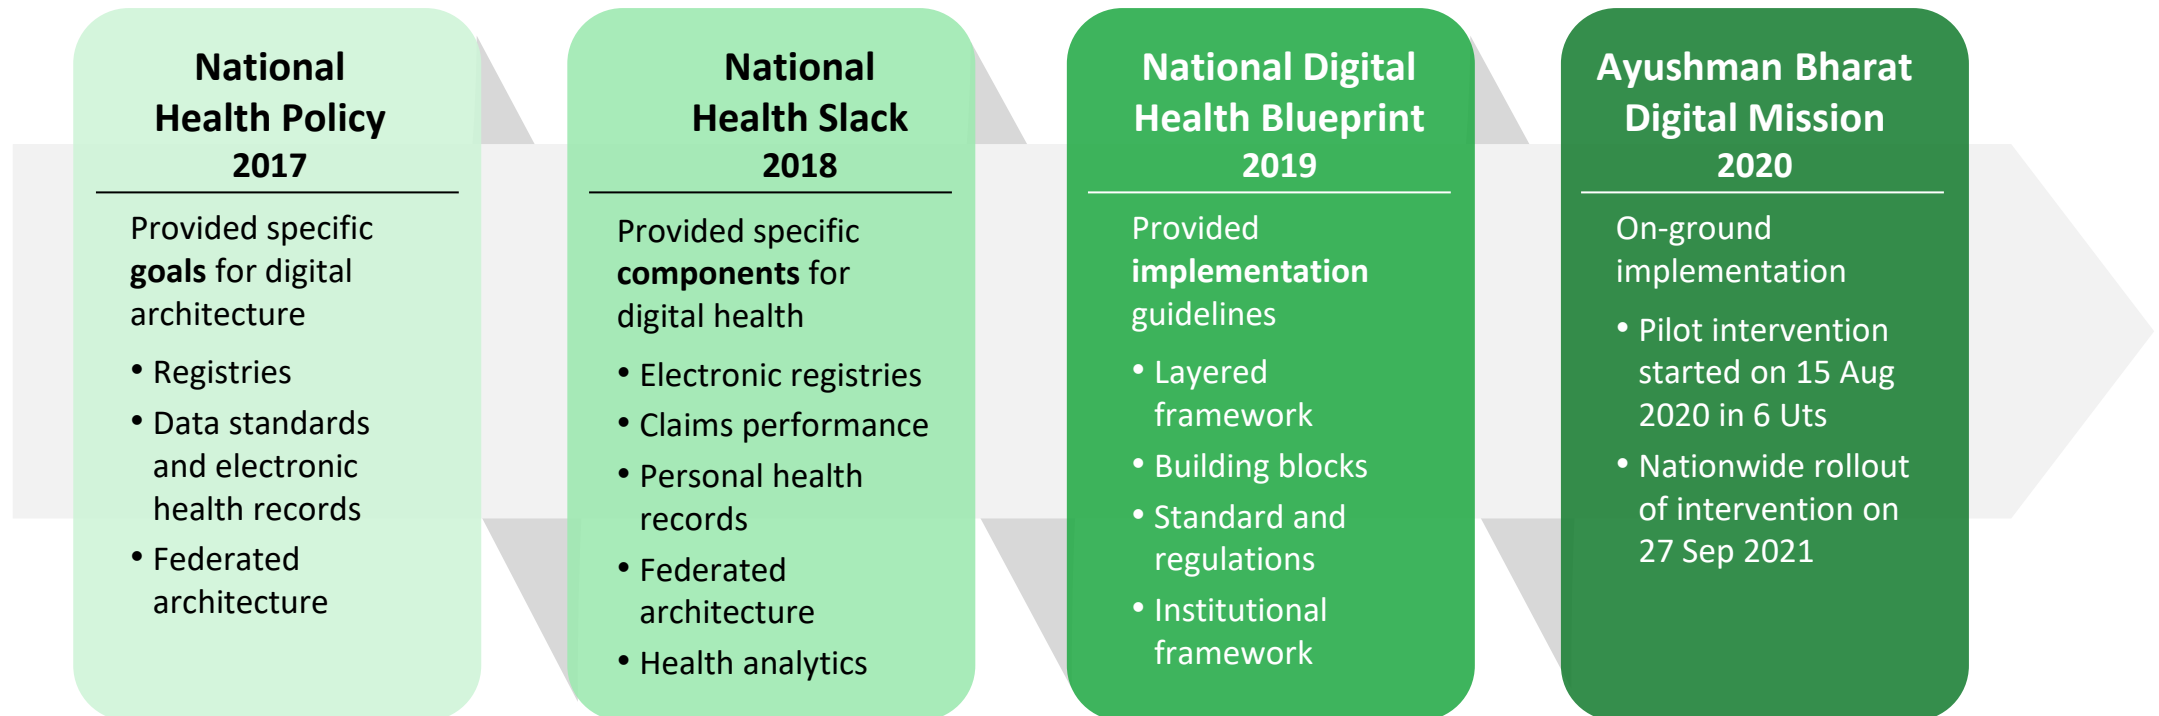 National
Health Policy
2017
Provided specific
goals for digital
architecture
• Registries
• Data standards
and electronic
health records
• Federated
architecture
National
Health Slack
2018
Provided specific
components for
digital health
• Electronic registries
• Claims performance
• Personal health
records
• Federated
architecture
• Health analytics
National Digital
Health Blueprint
2019
Provided
implementation
guidelines
• Layered
framework
• Building blocks
• Standard and
regulations
• Institutional
framework
Ayushman Bharat
Digital Mission
2020
On-ground
implementation
• Pilot intervention
started on 15 Aug
2020 in 6 Uts
• Nationwide rollout
of intervention on
27 Sep 2021